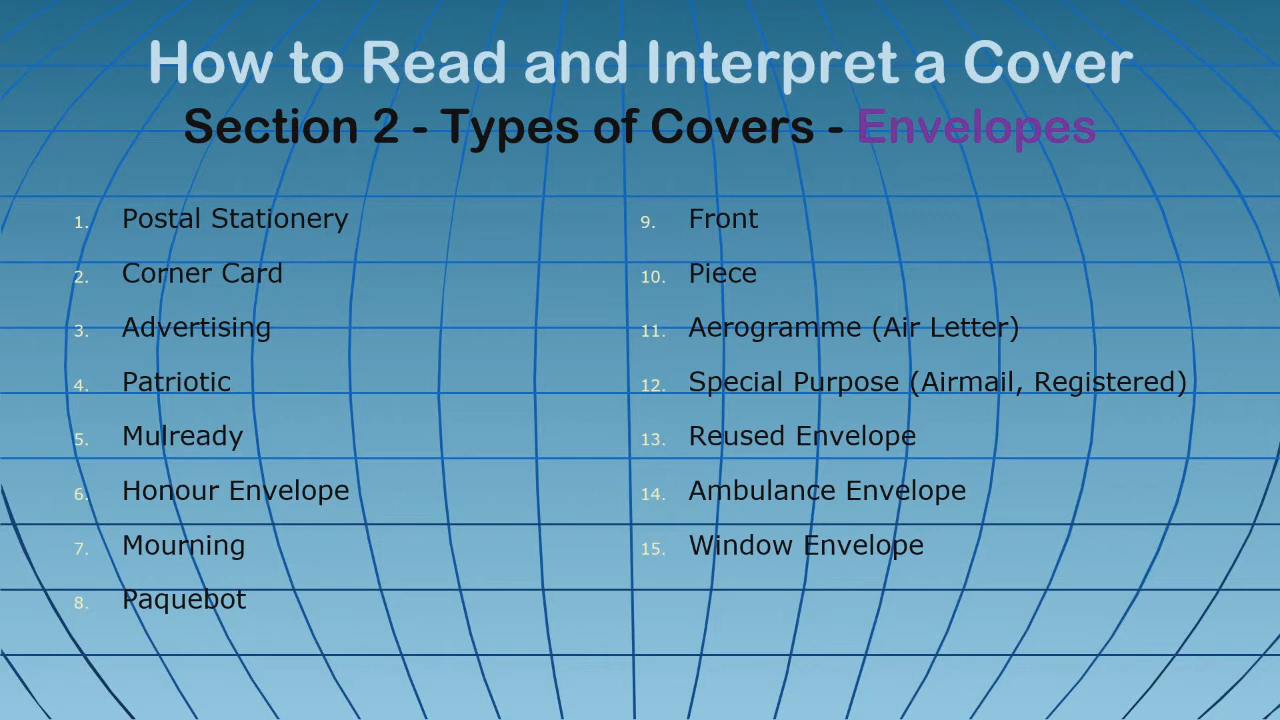 How to Read and Interpret a Cover
Section 2 - Types of Covers - Envelopes
1. Postal Stationery
2. Corner Card
3. Advertising
4. Patriotic
5. Mulready
6. Honour Envelope
7. Mourning
8. Paquebot
9. Front
10. Piece
11. Aerogramme (Air Letter)
12. Special Purpose (Airmail, Registered)
13. Reused Envelope
14. Ambulance Envelope
15. Window Envelope